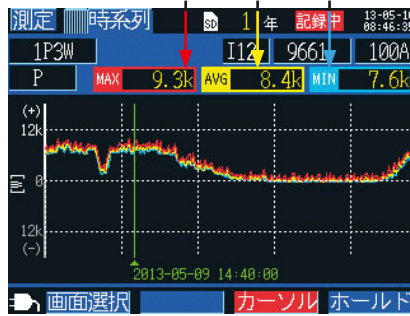 測定 時系列 SD 1 年 記録中 13-05-10
08:46:35
1P3W I12 9661 100A
P MAX 9.3k AVG 8.4k MIN 7.6k
(+)
12k
[W]
0
12k
(-)
2013-05-09 14:40:00
画面選択 カーソル ホールド